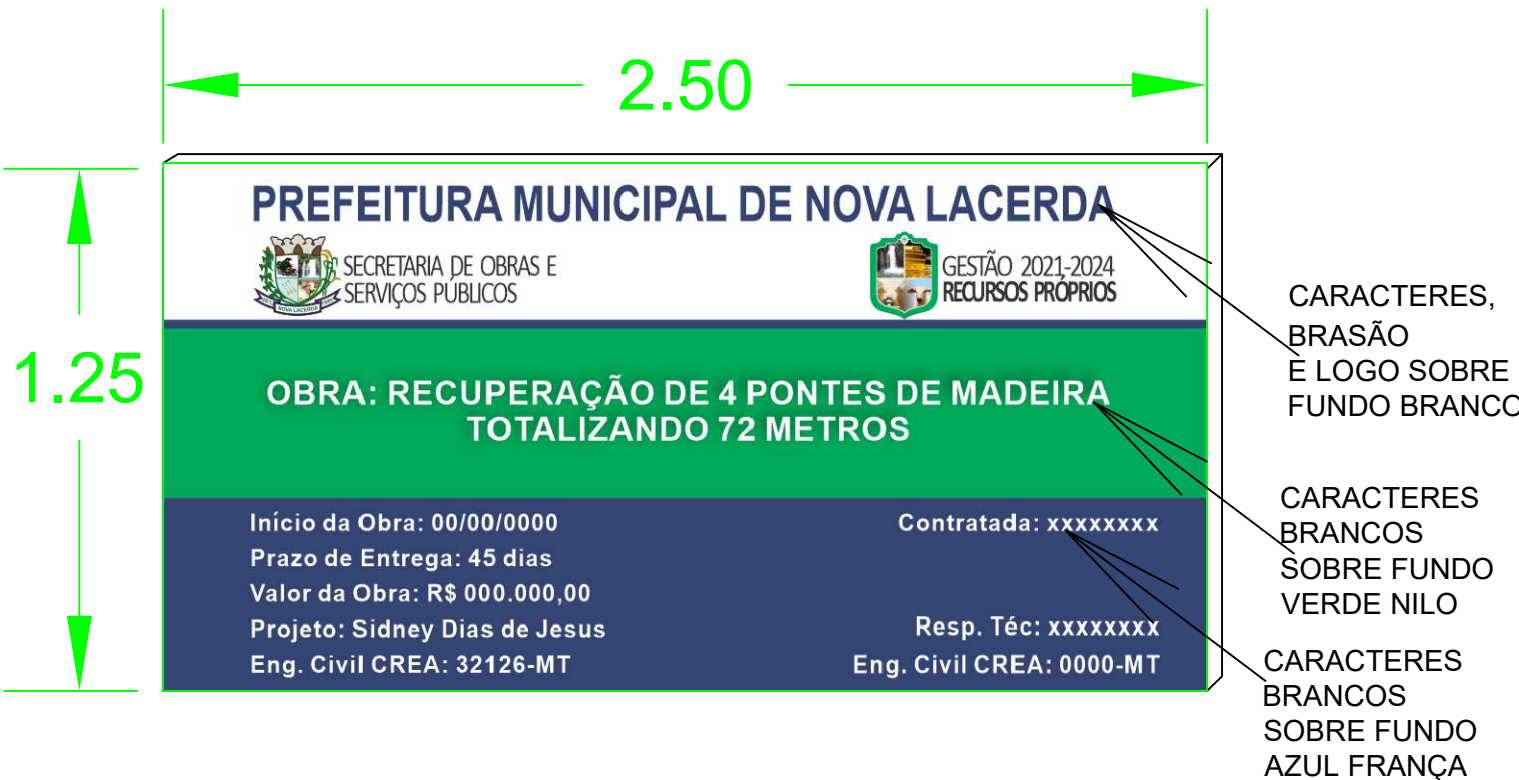 2.50
1.25
PREFEITURA MUNICIPAL DE NOVA LACERDA
SECRETARIA DE OBRAS E
SERVIÇOS PÚBLICOS
NOVA LACERDA
GESTÃO 2021-2024
RECURSOS PRÓPRIOS
OBRA: RECUPERAÇÃO DE 4 PONTES DE MADEIRA
TOTALIZANDO 72 METROS
Início da Obra: 00/00/0000
Prazo de Entrega: 45 dias
Valor da Obra: R$ 000.000,00
Projeto: Sidney Dias de Jesus
Eng. Civil CREA: 32126-MT
Contratada: xxxxxxxx
Resp. Téc: xxxxxxxx
Eng. Civil CREA: 0000-MT
CARACTERES,
BRASÃO
E LOGO SOBRE
FUNDO BRANCO
CARACTERES
BRANCOS
SOBRE FUNDO
VERDE NILO
CARACTERES
BRANCOS
SOBRE FUNDO
AZUL FRANÇA